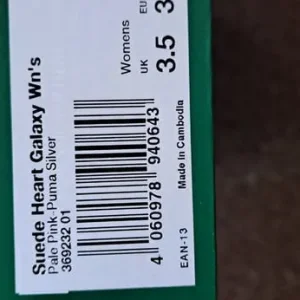 Suede Heart Galaxy Wn's
Pale Pink-Puma Silver
369232 01
4 060978 940643
EAN-13
Made in Cambodia
Womens
UK
3.5
EU